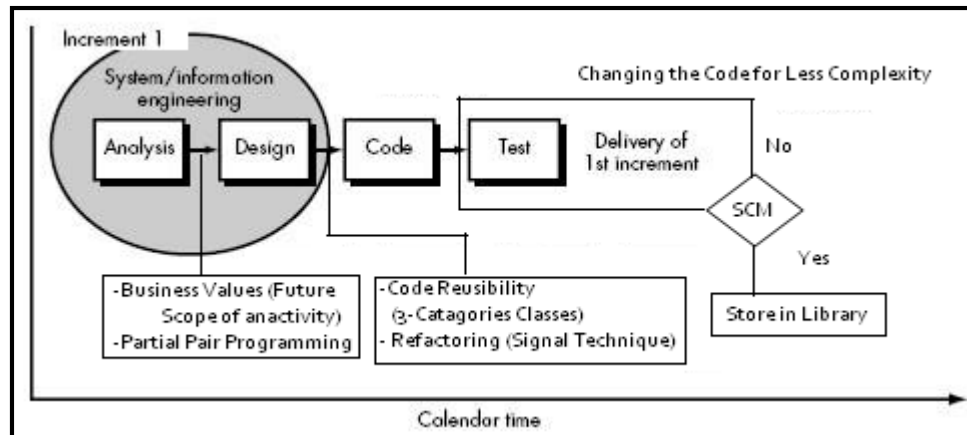 Increment 1
System/information
engineering
Changing the Code for Less Complexity
Analysis
Design
Code
Test
Delivery of
1st increment
No
SCM
Yes
-Business Values (Future
Scope of anactivity)
-Partial Pair Programming
-Code Reusibility
(3-Catagories Classes)
- Refactoring (Signal Technique)
Store in Library
Calendar time